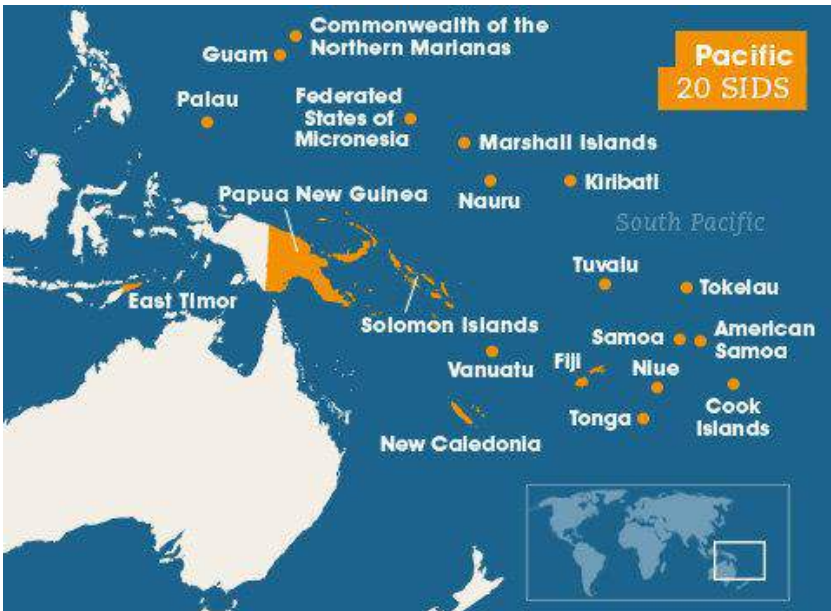 Commonwealth of the
Northern Marianas
Guam
Pacific
20 SIDS
Palau
Federated
States of
Micronesia
Marshall Islands
Papua New Guinea
Nauru
Kiribati
South Pacific
Tuvalu
East Timor
Tokelau
Solomon Islands
Samoa
American
Samoa
Vanuatu
Fiji
Niue
Tonga
Cook
Islands
New Caledonia